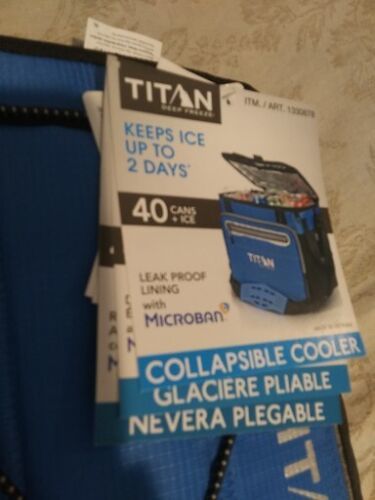 TITAN
DEEP FREEZE
ITM. / ART. 1330678
KEEPS ICE
UP TO
2 DAYS*
40 CANS + ICE
TITAN
LEAK PROOF
LINING
with
MICROBAN
COLLAPSIBLE COOLER
GLACIERE PLIABLE
NEVERA PLEGABLE